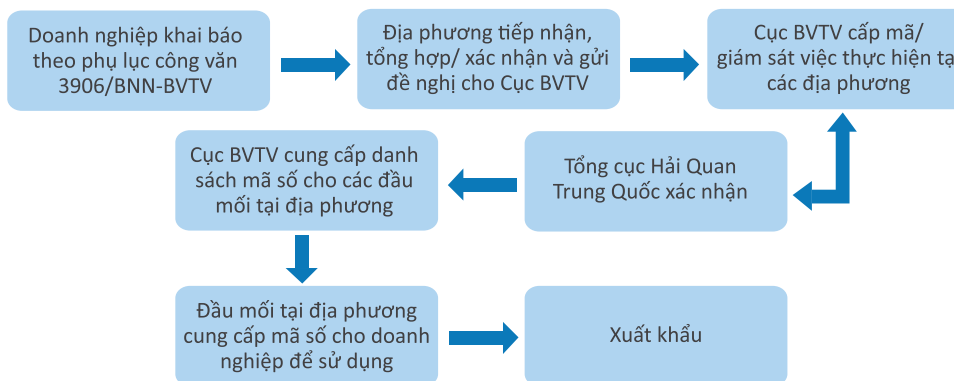 Doanh nghiệp khai báo
theo phụ lục công văn
3906/BNN-BVTV
Địa phương tiếp nhận,
tổng hợp/ xác nhận và gửi
đề nghị cho Cục BVTV
Cục BVTV cấp mã/
giám sát việc thực hiện tạ
các địa phương
Cục BVTV cung cấp danh
sách mã số cho các đầu
mối tại địa phương
Tổng cục Hải Quan
Trung Quốc xác nhận
Đầu mối tại địa phương
cung cấp mã số cho doanh
nghiệp để sử dụng
Xuất khẩu